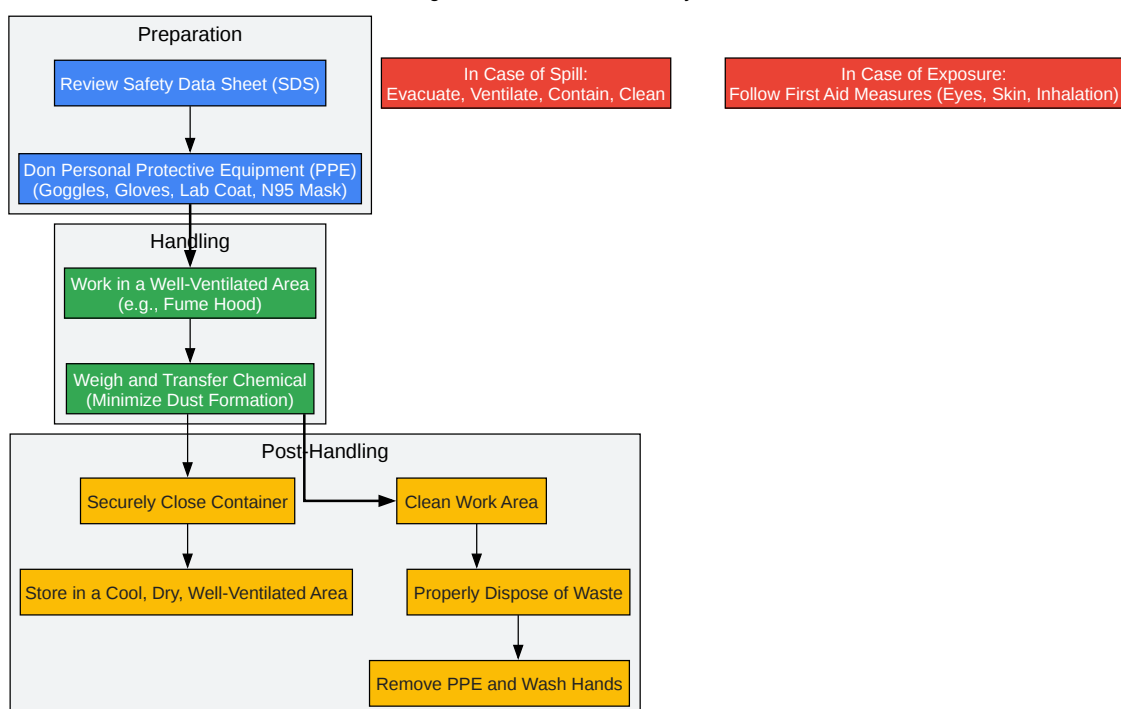 Preparation
Review Safety Data Sheet (SDS)
Don Personal Protective Equipment (PPE)
(Goggles, Gloves, Lab Coat, N95 Mask)
In Case of Spill:
Evacuate, Ventilate, Contain, Clean
In Case of Exposure:
Follow First Aid Measures (Eyes, Skin, Inhalation)
Handling
Work in a Well-Ventilated Area
(e.g., Fume Hood)
Weigh and Transfer Chemical
(Minimize Dust Formation)
Post-Handling
Securely Close Container
Clean Work Area
Store in a Cool, Dry, Well-Ventilated Area
Properly Dispose of Waste
Remove PPE and Wash Hands